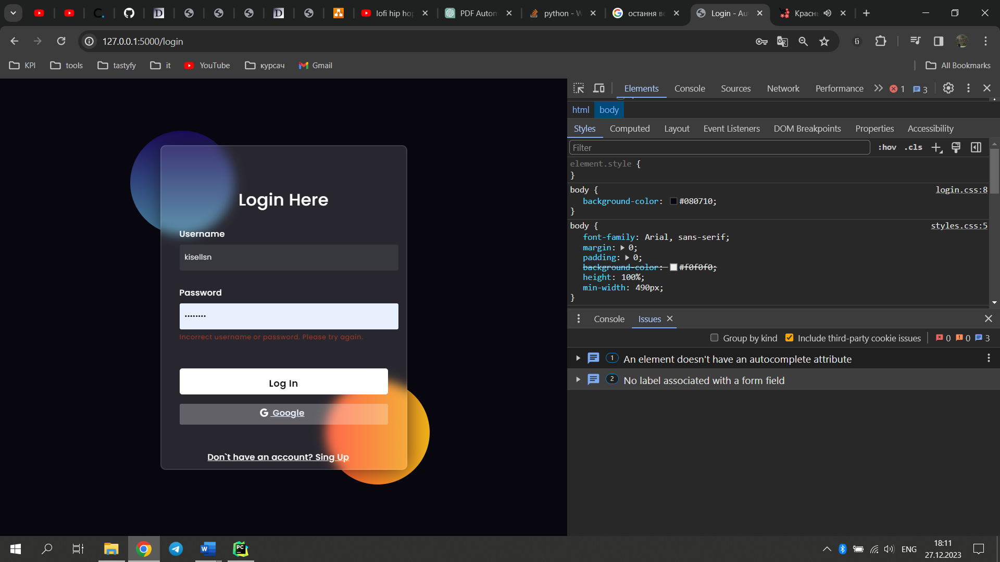 lofi hip hop
PDF Autom
python - W
остання ве
Login - Au
Красн
127.0.0.1:5000/login
KPI
tools
tastyfy
it
YouTube
курсач
Gmail
All Bookmarks
Elements
Console
Sources
Network
Performance
1
3
html
body
Styles
Computed
Layout
Event Listeners
DOM Breakpoints
Properties
Accessibility
Filter
:hov
.cls
element.style {
}
body {
login.css:8
background-color: #080710;
}
body {
styles.css:5
font-family: Arial, sans-serif;
margin: 0;
padding: 0;
background-color: #f0f0f0;
height: 100%;
min-width: 490px;
}
Console
Issues
Group by kind
Include third-party cookie issues
0
0
3
1
An element doesn't have an autocomplete attribute
2
No label associated with a form field
Login Here
Username
kisellsn
Password
••••••••
Incorrect username or password. Please try again.
Log In
Google
Don`t have an account? Sing Up
ENG
18:11
27.12.2023